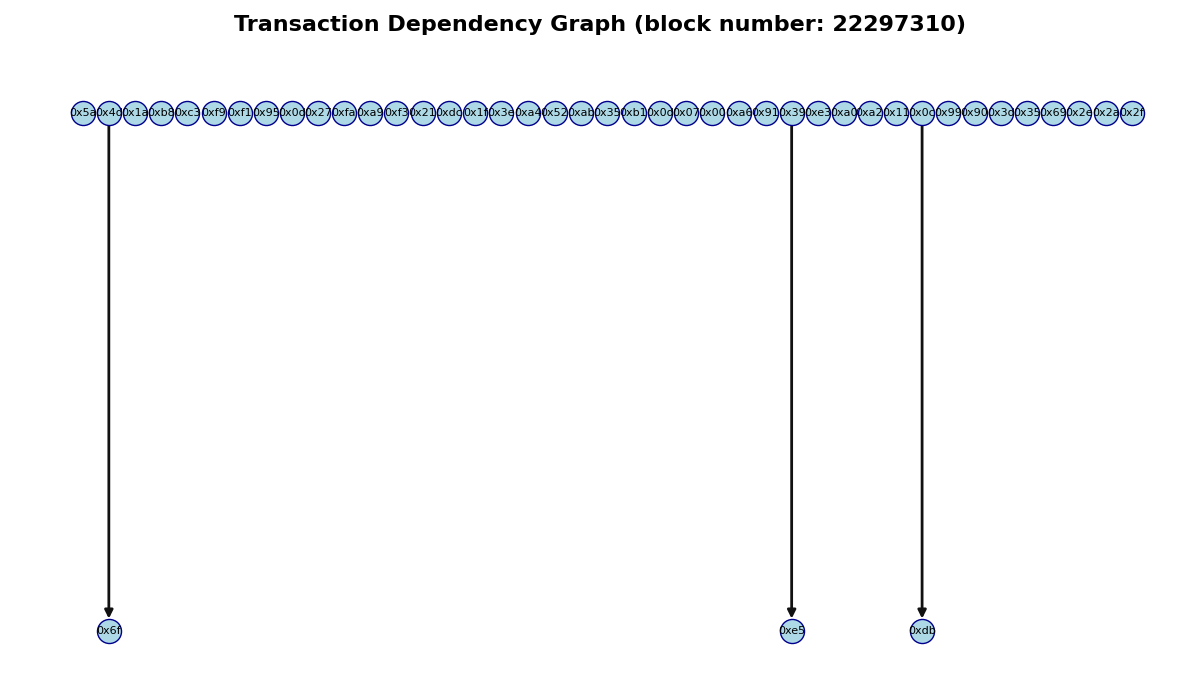 Transaction Dependency Graph (block number: 22297310)
0x5a 0x4d 0x1a 0xb8 0xc3 0xf9 0xf1 0x95 0x0d 0x27 0xfa 0xa9 0xf3 0x21 0xdc 0x1f 0x3e 0xa4 0x52 0xab 0x35 0xb1 0x0d 0x07 0x00 0xa6 0x91 0x39 0xe3 0xa0 0xa2 0x11 0x0c 0x99 0x90 0x3d 0x35 0x69 0x2e 0x2a 0x2f
0x6f 0xe5 0xdb